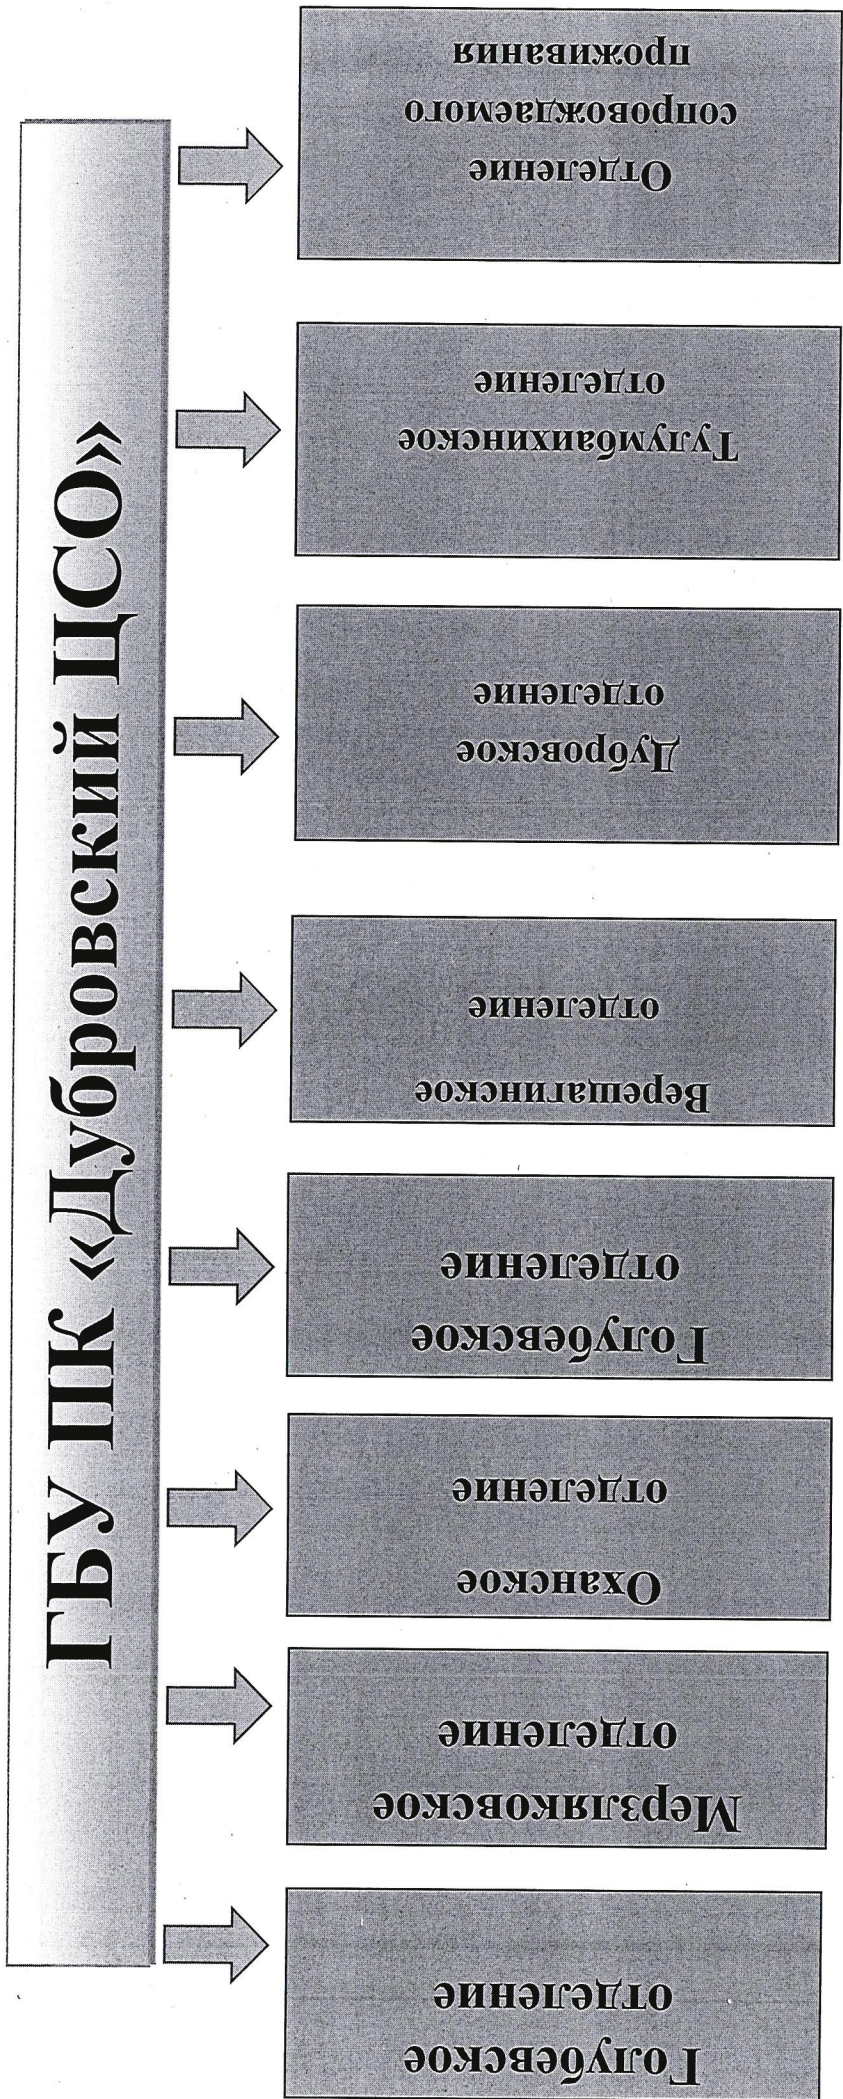 ГБУ ПК «Дубровский ЦСО»
Голубевское
отделение
Мерзляковское
отделение
Оханское
отделение
Голубевское
отделение
Верещагинское
отделение
Дубровское
отделение
Тулумбаихинское
отделение
Отделение
сопровождаемого
проживания